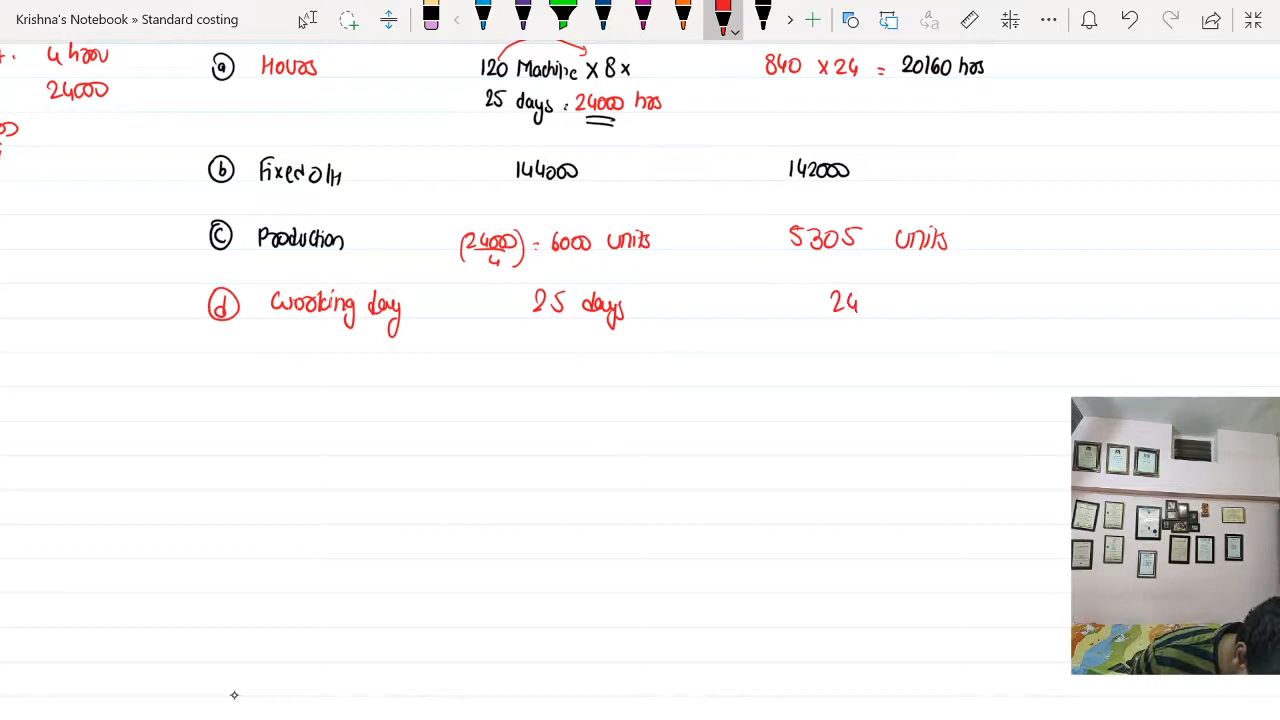 Krishna's Notebook » Standard costing
4 hour
24000
(a) Hours 120 Machine × 8 × 840 × 24 = 20160 hrs
25 days = 24000 hrs
(b) Fixed O/H 144000 142000
(c) Production (24000/4) = 6000 units 5305 units
(d) Working day 25 days 24